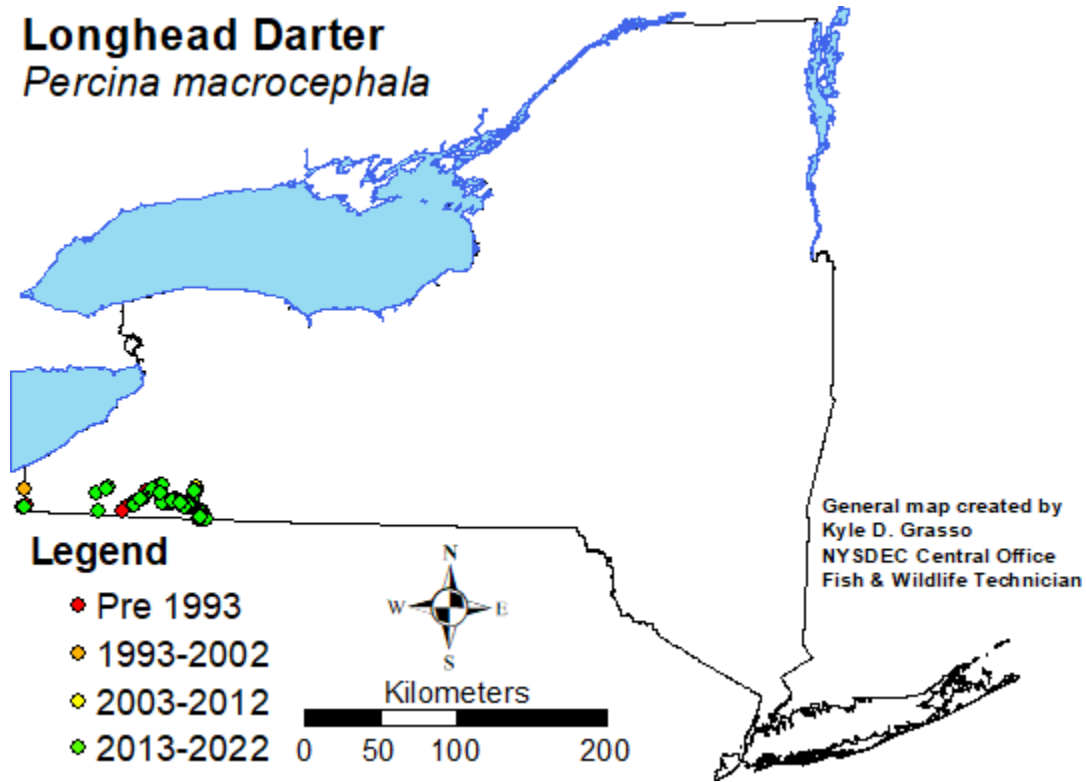 Longhead Darter
Percina macrocephala
General map created by
Kyle D. Grasso
NYSDEC Central Office
Fish & Wildlife Technician
Legend
Pre 1993
1993-2002
2003-2012
2013-2022
N
W E
S
Kilometers
0 50 100 200